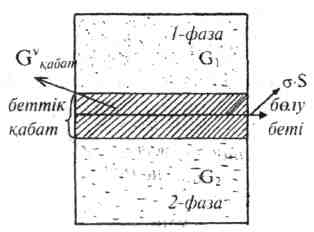 1-фаза
G₁
Gᵛ қабат
σ·S
беттік қабат
бөлу беті
G₂
2-фаза